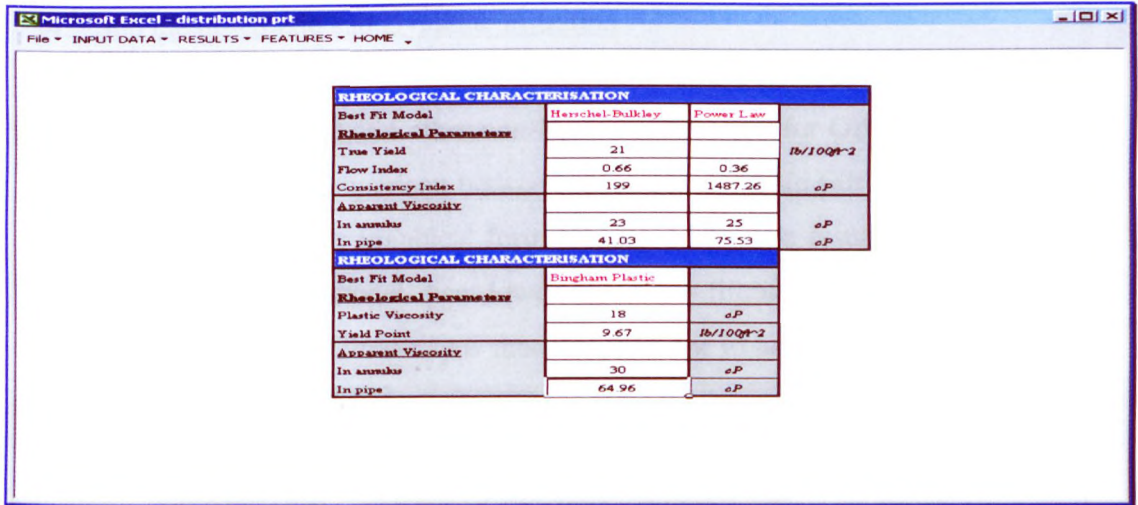 Microsoft Excel - distribution prt
File INPUT DATA RESULTS FEATURES HOME
RHEOLOGICAL CHARACTERISATION
Best Fit Model Herschel-Bulkley Power Law
Rheological Parameters
True Yield 21 lb/100ft^2
Flow Index 0.66 0.36
Consistency Index 199 1487.26 cP
Apparent Viscosity
In annulus 23 25 cP
In pipe 41.03 75.53 cP
RHEOLOGICAL CHARACTERISATION
Best Fit Model Bingham Plastic
Rheological Parameters
Plastic Viscosity 18 cP
Yield Point 9.67 lb/100ft^2
Apparent Viscosity
In annulus 30 cP
In pipe 64.96 cP